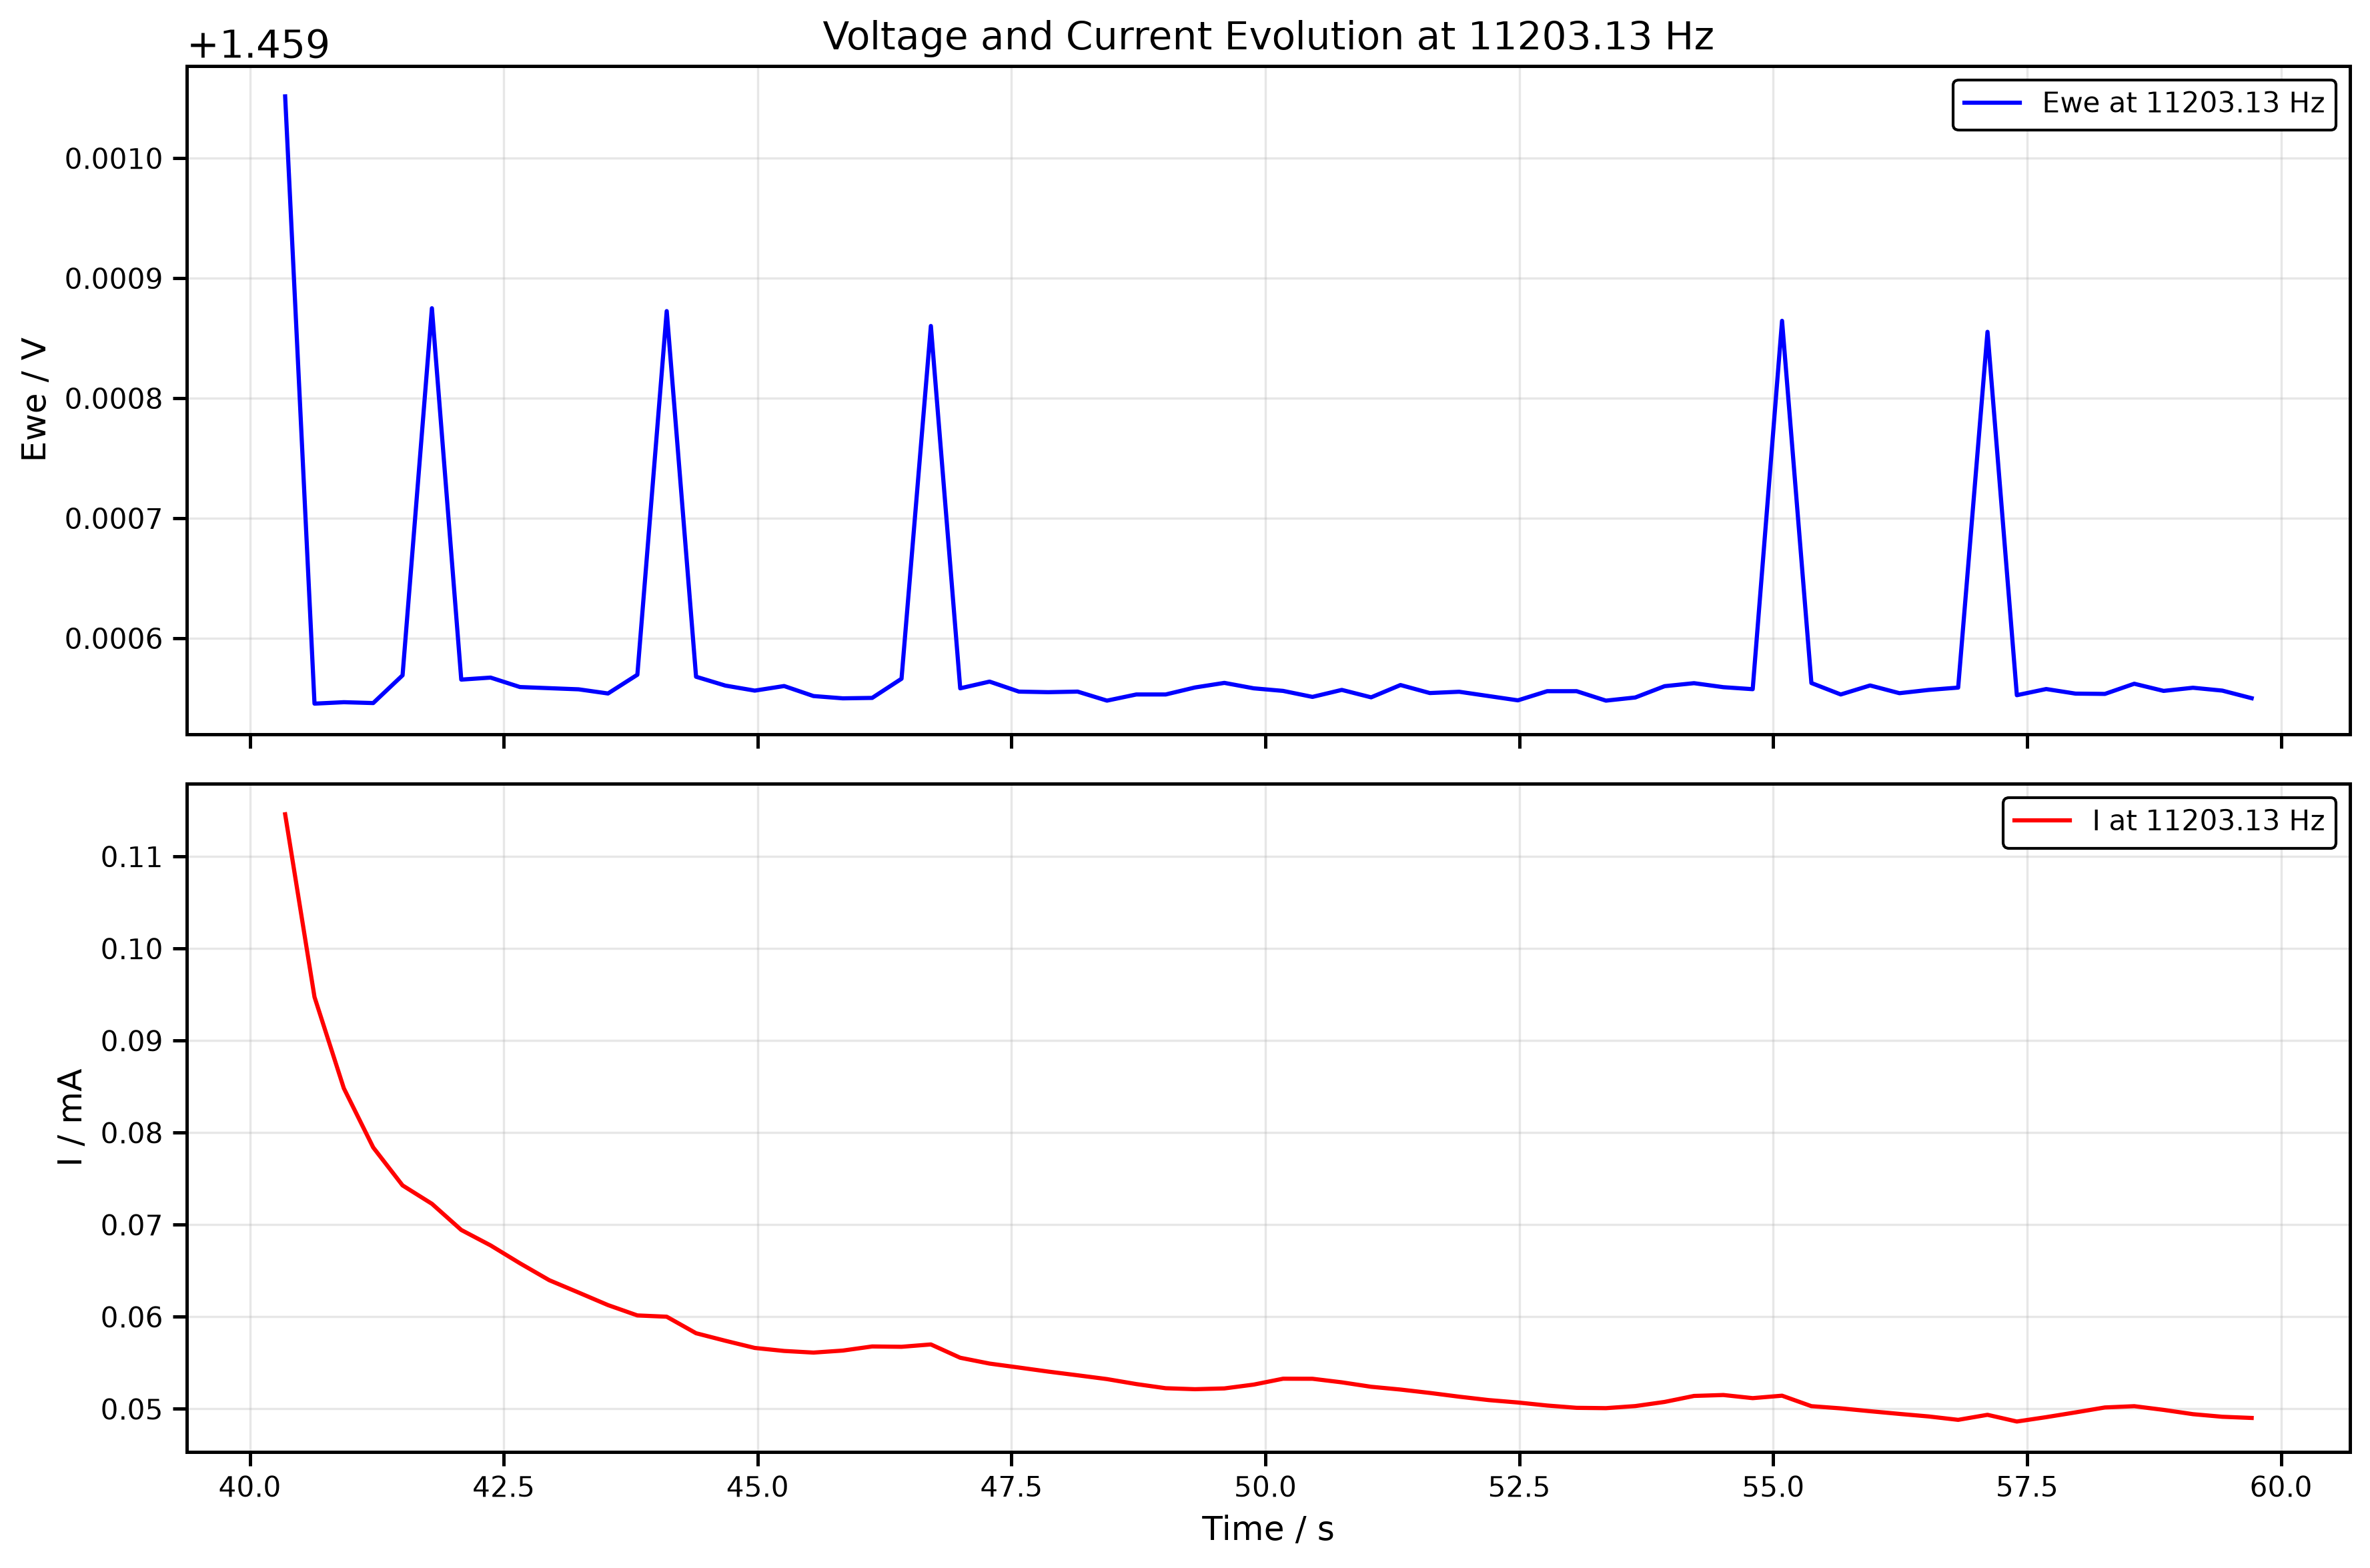 Voltage and Current Evolution at 11203.13 Hz
+1.459
Ewe at 11203.13 Hz
0.0010
0.0009
0.0008
0.0007
0.0006
Ewe / V
I at 11203.13 Hz
0.11
0.10
0.09
0.08
0.07
0.06
0.05
I / mA
40.0 42.5 45.0 47.5 50.0 52.5 55.0 57.5 60.0
Time / s